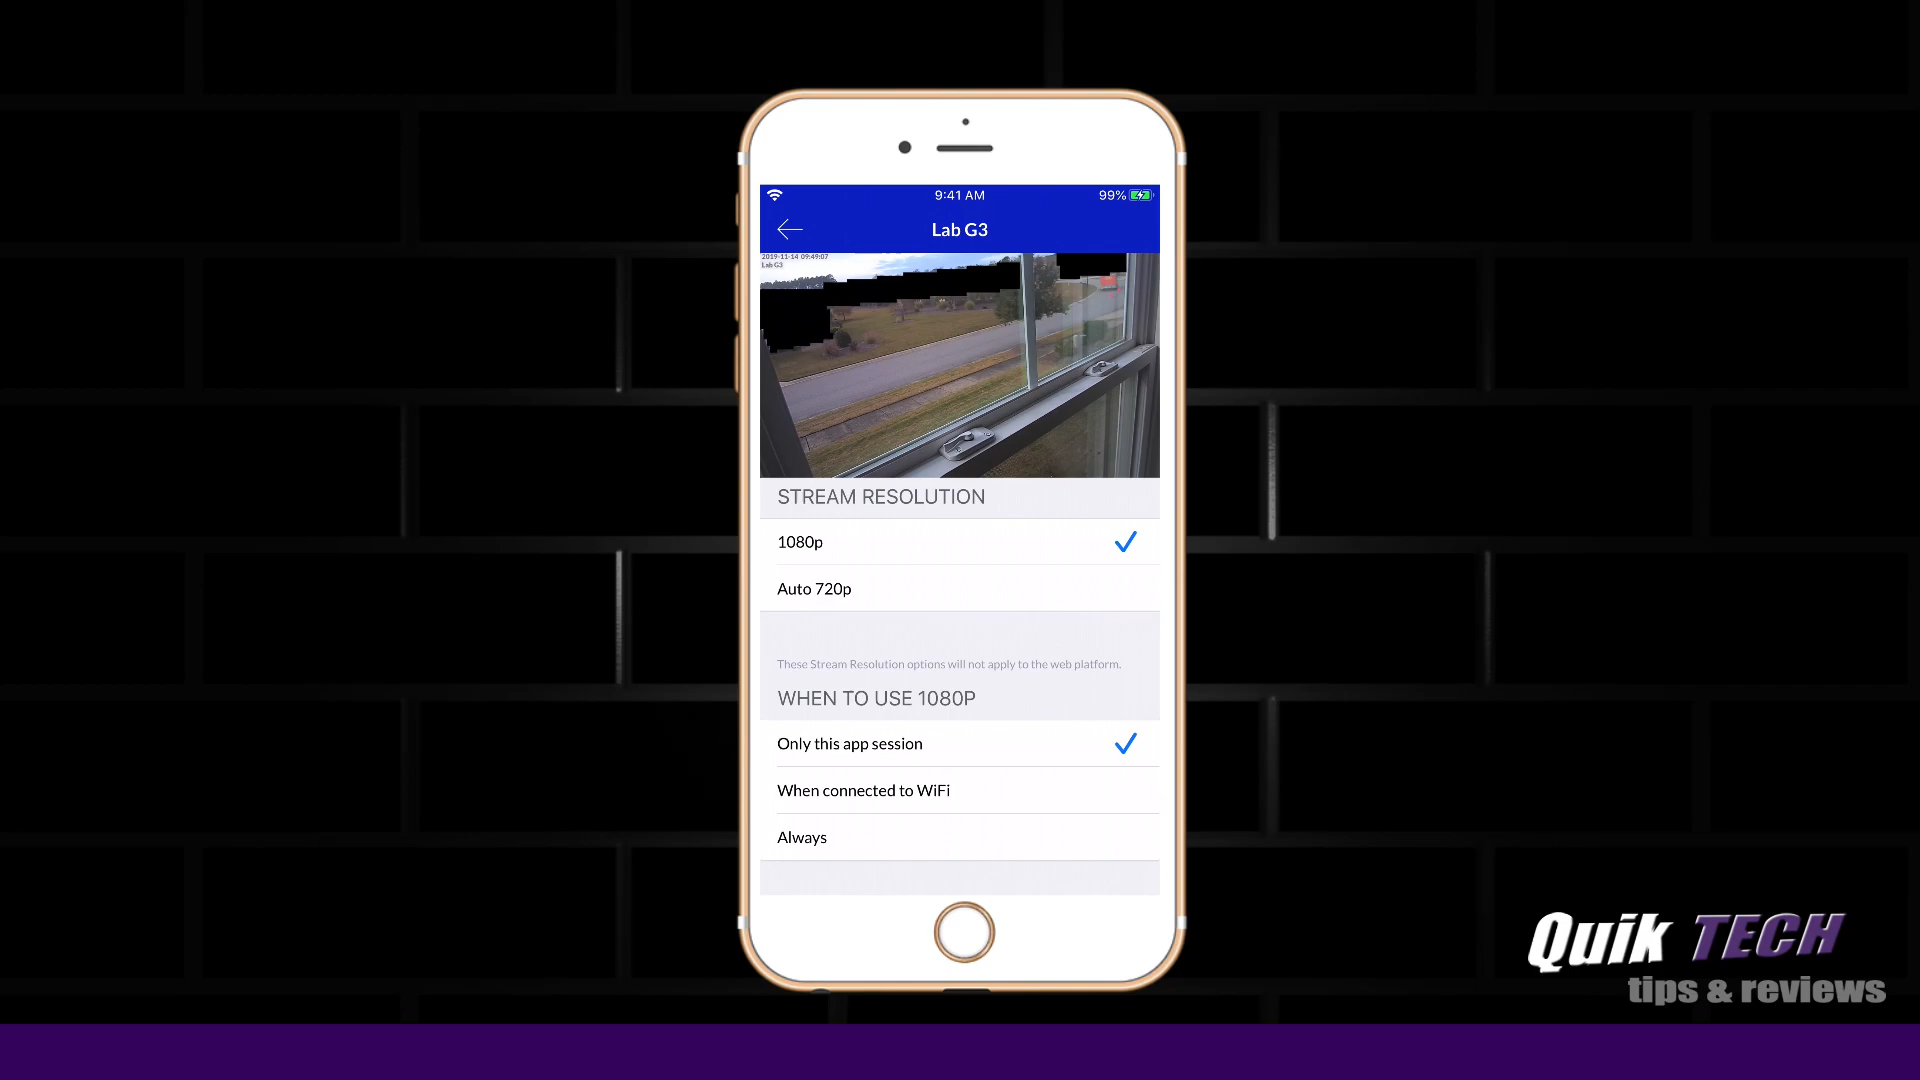 9:41 AM
99%
Lab G3
2019-11-14 09:49:07
Lab G3
STREAM RESOLUTION
1080p
Auto 720p
These Stream Resolution options will not apply to the web platform.
WHEN TO USE 1080P
Only this app session
When connected to WiFi
Always
Quik TECH
tips & reviews